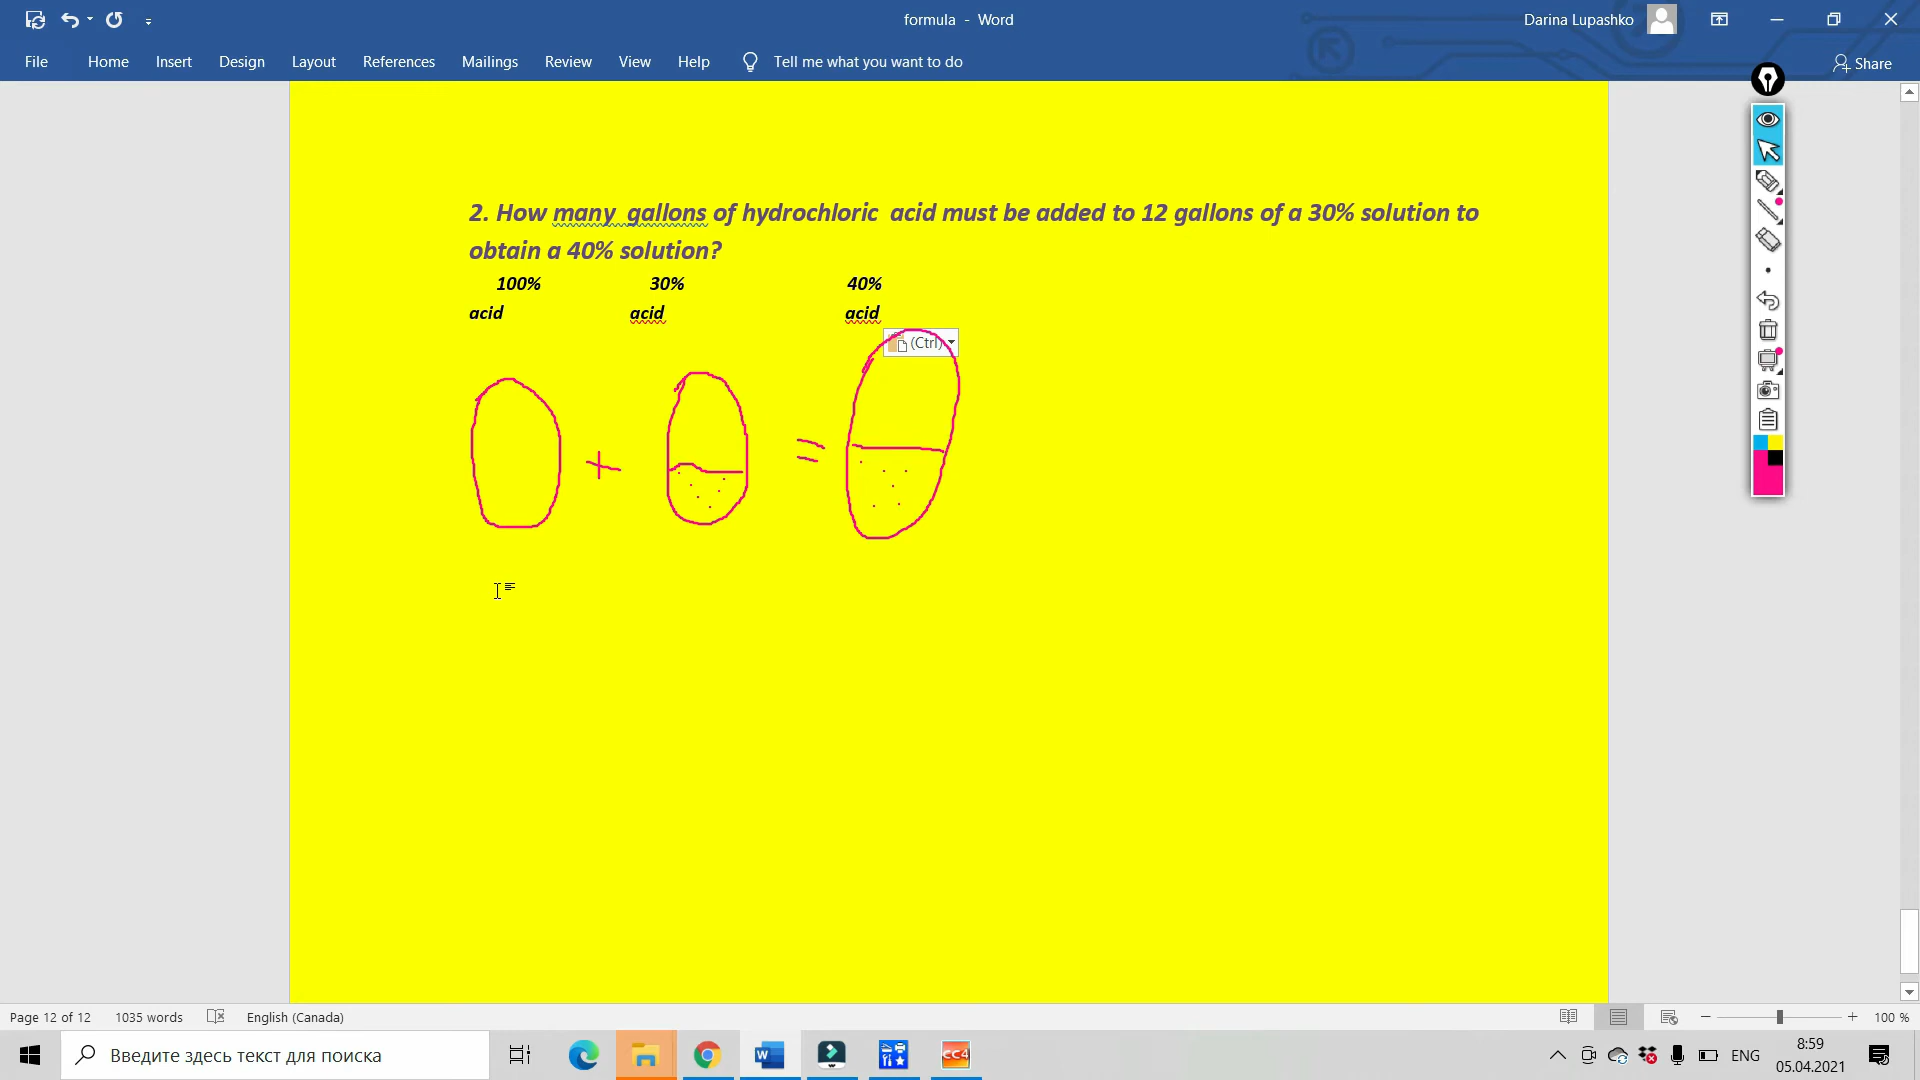 formula - Word
Darina Lupashko
File Home Insert Design Layout References Mailings Review View Help Tell me what you want to do Share
2. How many gallons of hydrochloric acid must be added to 12 gallons of a 30% solution to
obtain a 40% solution?
100% 30% 40%
acid acid acid
(Ctrl)
+ =
Page 12 of 12 1035 words English (Canada) 100 %
Введите здесь текст для поиска
W CC4 ENG
8:59
05.04.2021